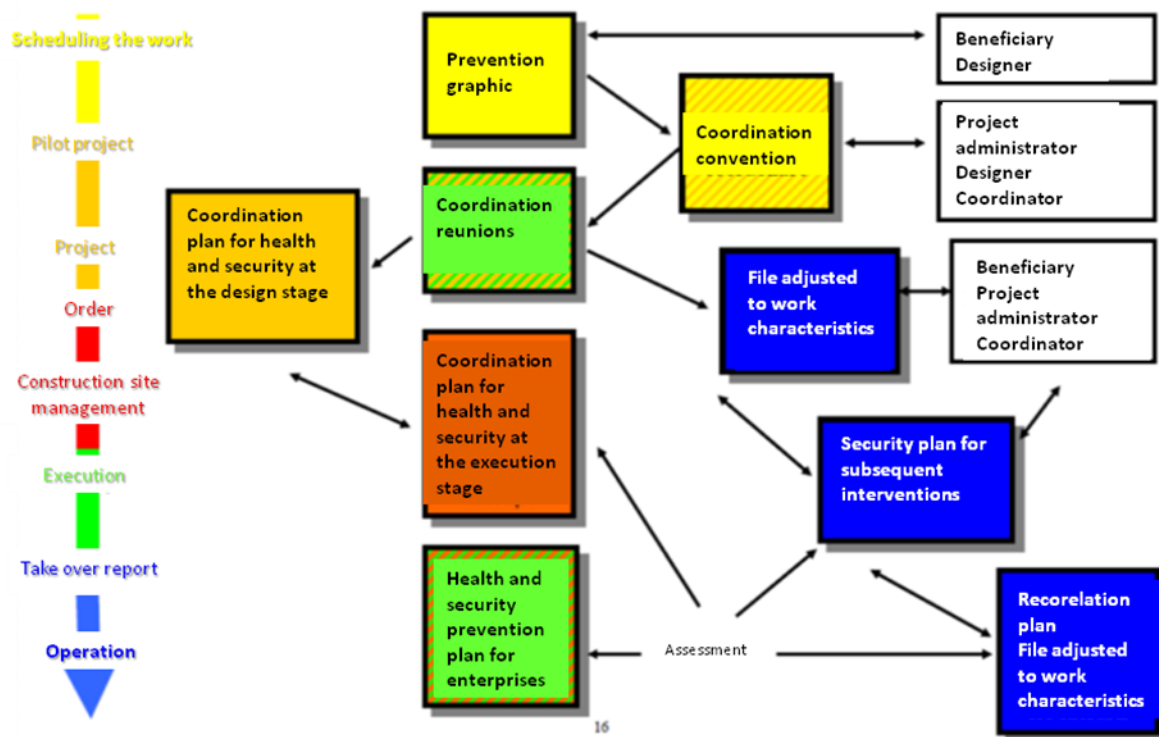 Scheduling the work
Pilot project
Project
Order
Construction site
management
Execution
Take over report
Operation
Prevention
graphic
Beneficiary
Designer
Coordination
convention
Project
administrator
Designer
Coordinator
Coordination
plan for health
and security at
the design stage
Coordination
reunions
File adjusted
to work
characteristics
Beneficiary
Project
administrator
Coordinator
Coordination
plan for
health and
security at
the execution
stage
Security plan for
subsequent
interventions
Health and
security
prevention
plan for
enterprises
Assessment
Recorelation
plan
File adjusted
to work
characteristics
16